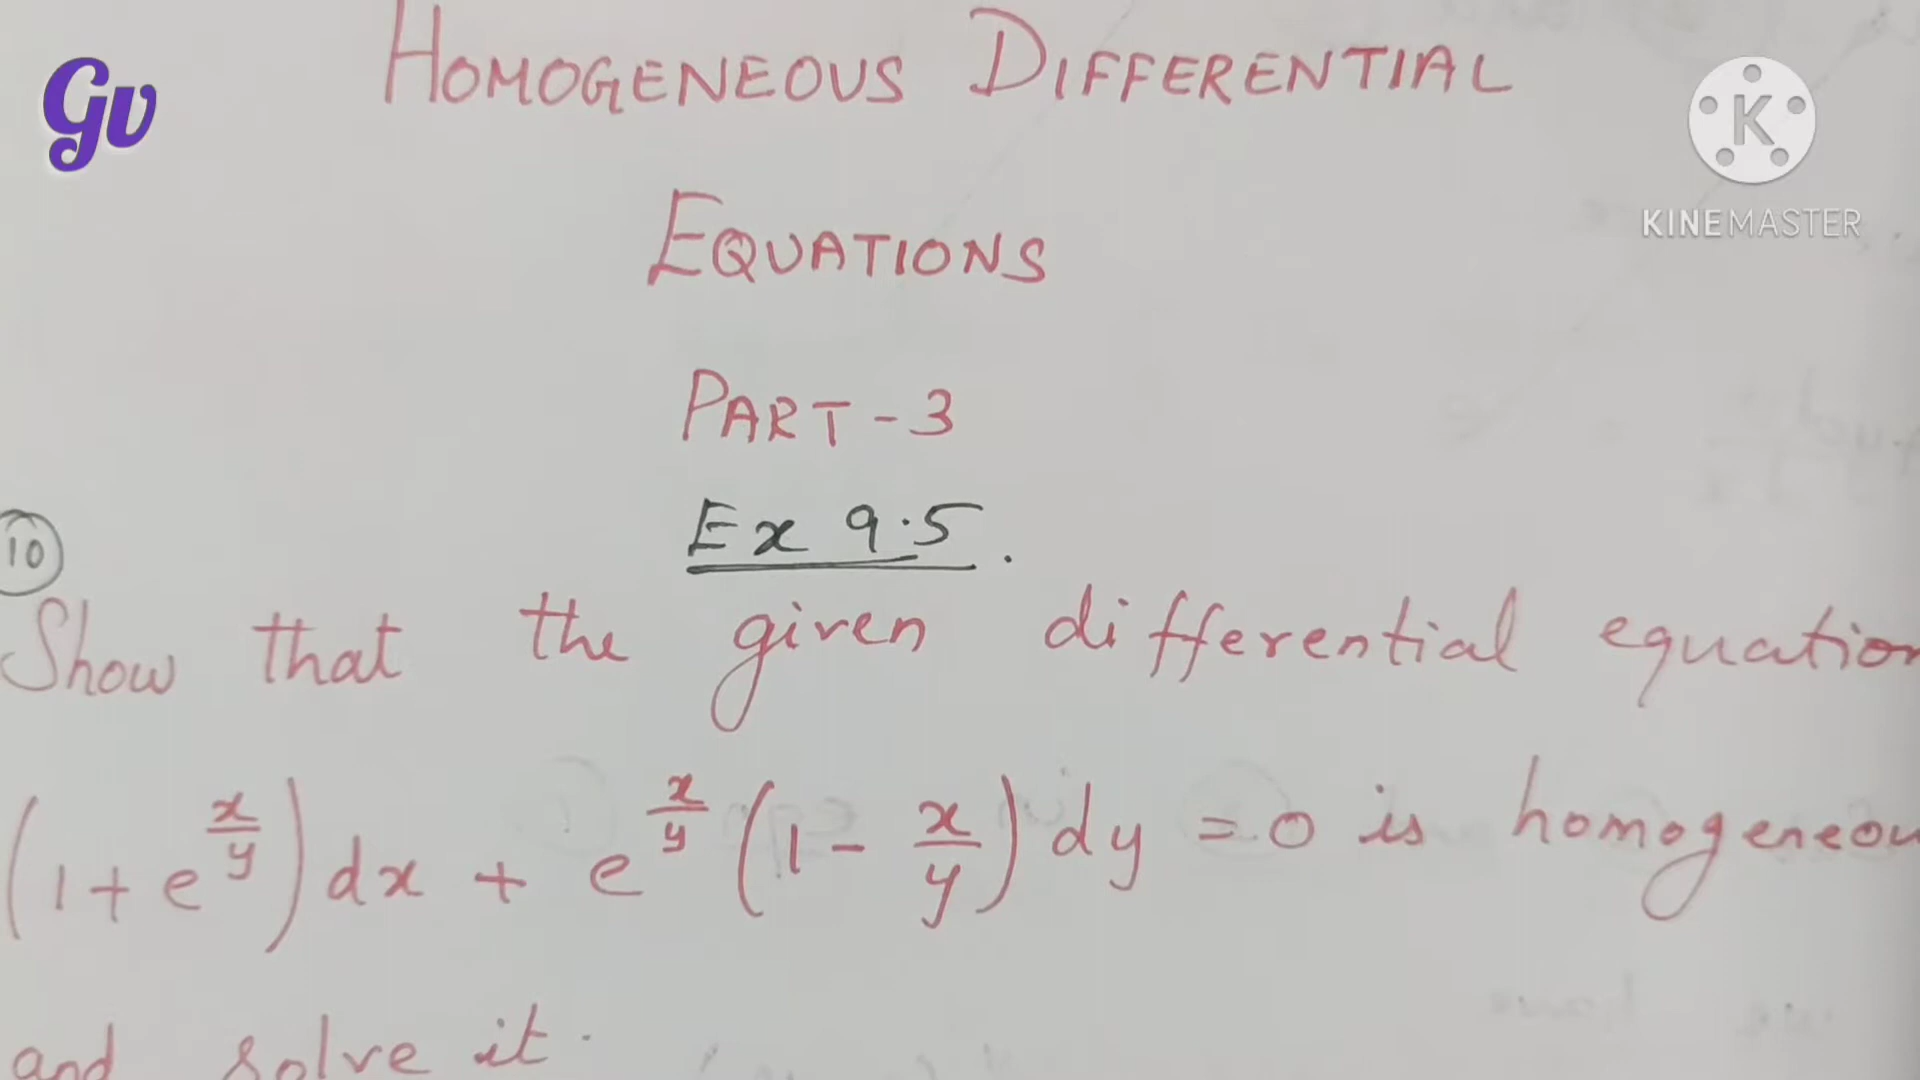 Gv
HOMOGENEOUS DIFFERENTIAL
K
KINEMASTER
EQUATIONS
PART-3
Ex 9.5.
10
Show that the given differential equation
(1 + e^{x/y}) dx + e^{x/y} (1 - x/y) dy = 0 is homogeneou
and solve it.